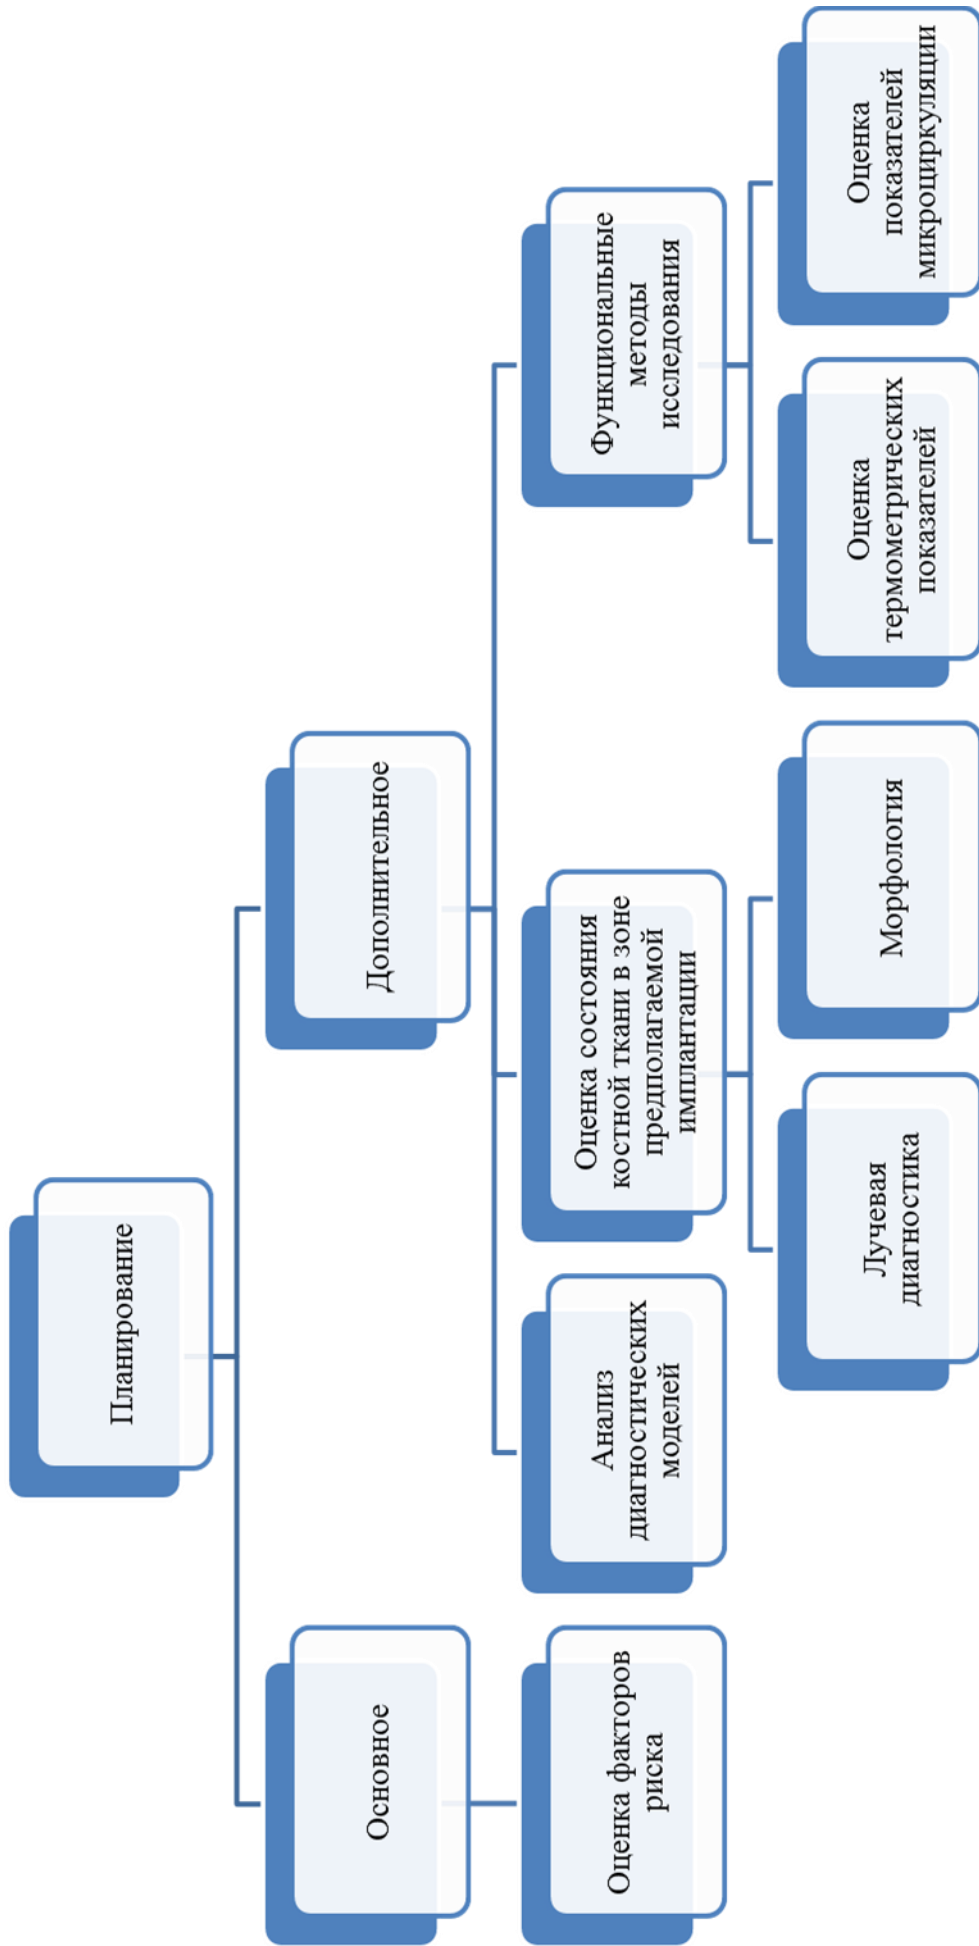 Планирование
Основное
Дополнительное
Оценка факторов
риска
Анализ
диагностических
моделей
Оценка состояния
костной ткани в зоне
предполагаемой
имплантации
Функциональные
методы
исследования
Лучевая
диагностика
Морфология
Оценка
термометрических
показателей
Оценка
показателей
микроциркуляции